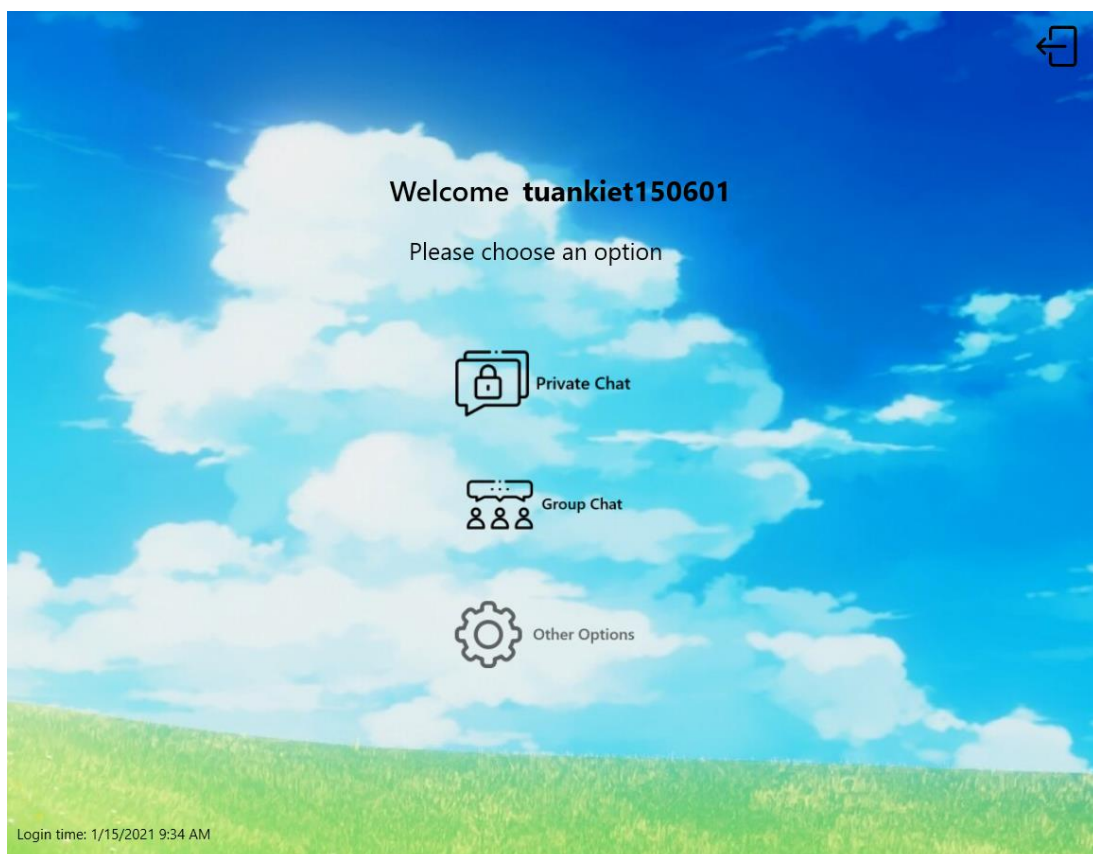 Welcome tuankiet150601
Please choose an option
Private Chat
Group Chat
Other Options
Login time: 1/15/2021 9:34 AM